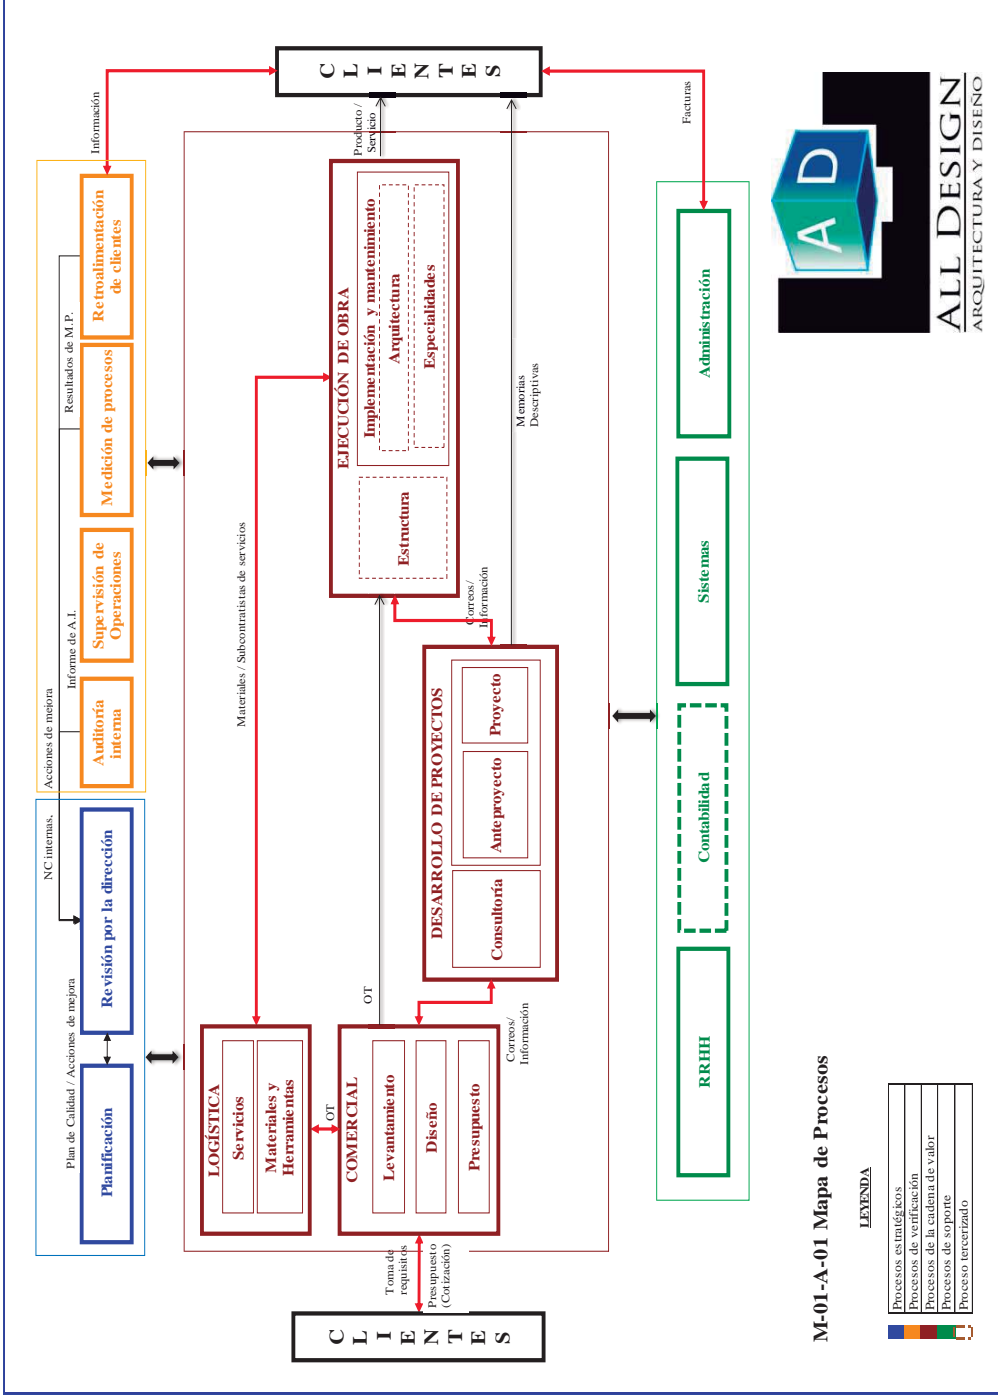 Plan de Calidad / Acciones de mejora
NC internas,
Acciones de mejora
Informe de A.I.
Resultados de M.P.
Información
Planificación
Revisión por la dirección
Auditoría
interna
Supervisión de
Operaciones
Medición de procesos
Retroalimentación
de clientes
CLIENTES
Toma de
requisitos
Presupuesto
(Cotización)
LOGÍSTICA
Servicios
Materiales y
Herramientas
OT
COMERCIAL
Levantamiento
Diseño
Presupuesto
OT
Correos/
Información
Materiales / Subcontratistas de servicios
DESARROLLO DE PROYECTOS
Consultoría
Anteproyecto
Proyecto
Correos/
Información
EJECUCIÓN DE OBRA
Estructura
Implementación y mantenimiento
Arquitectura
Especialidades
Memorias
Descriptivas
Producto /
Servicio
CLIENTES
Facturas
RRHH
Contabilidad
Sistemas
Administración
M-01-A-01 Mapa de Procesos
LEYENDA
Procesos estratégicos
Procesos de verificación
Procesos de la cadena de valor
Procesos de soporte
Proceso tercerizado
A D
ALL DESIGN
ARQUITECTURA Y DISEÑO